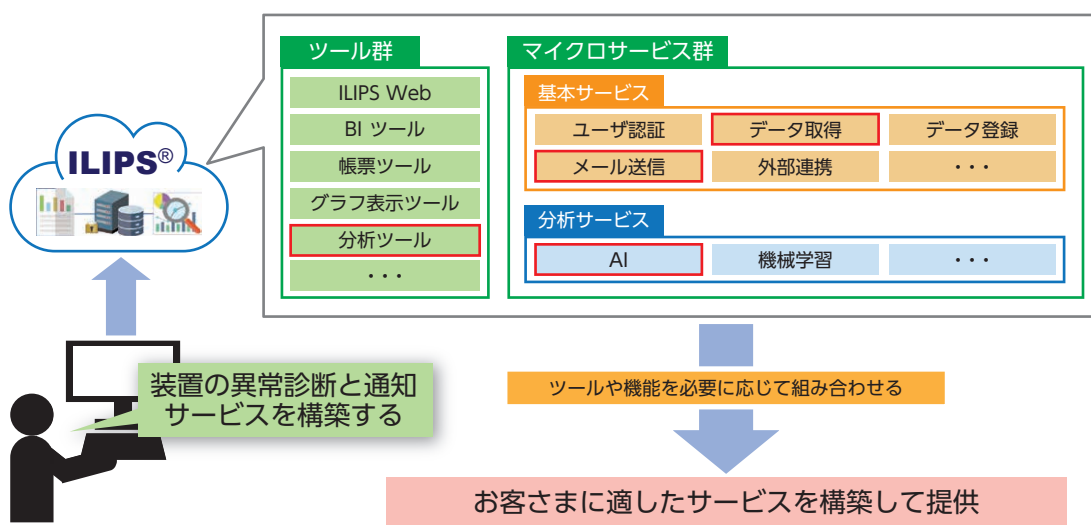 ツール群
ILIPS Web
BI ツール
帳票ツール
グラフ表示ツール
分析ツール
・・・
マイクロサービス群
基本サービス
ユーザ認証
データ取得
データ登録
メール送信
外部連携
・・・
分析サービス
AI
機械学習
・・・
ILIPS®
装置の異常診断と通知
サービスを構築する
ツールや機能を必要に応じて組み合わせる
お客さまに適したサービスを構築して提供